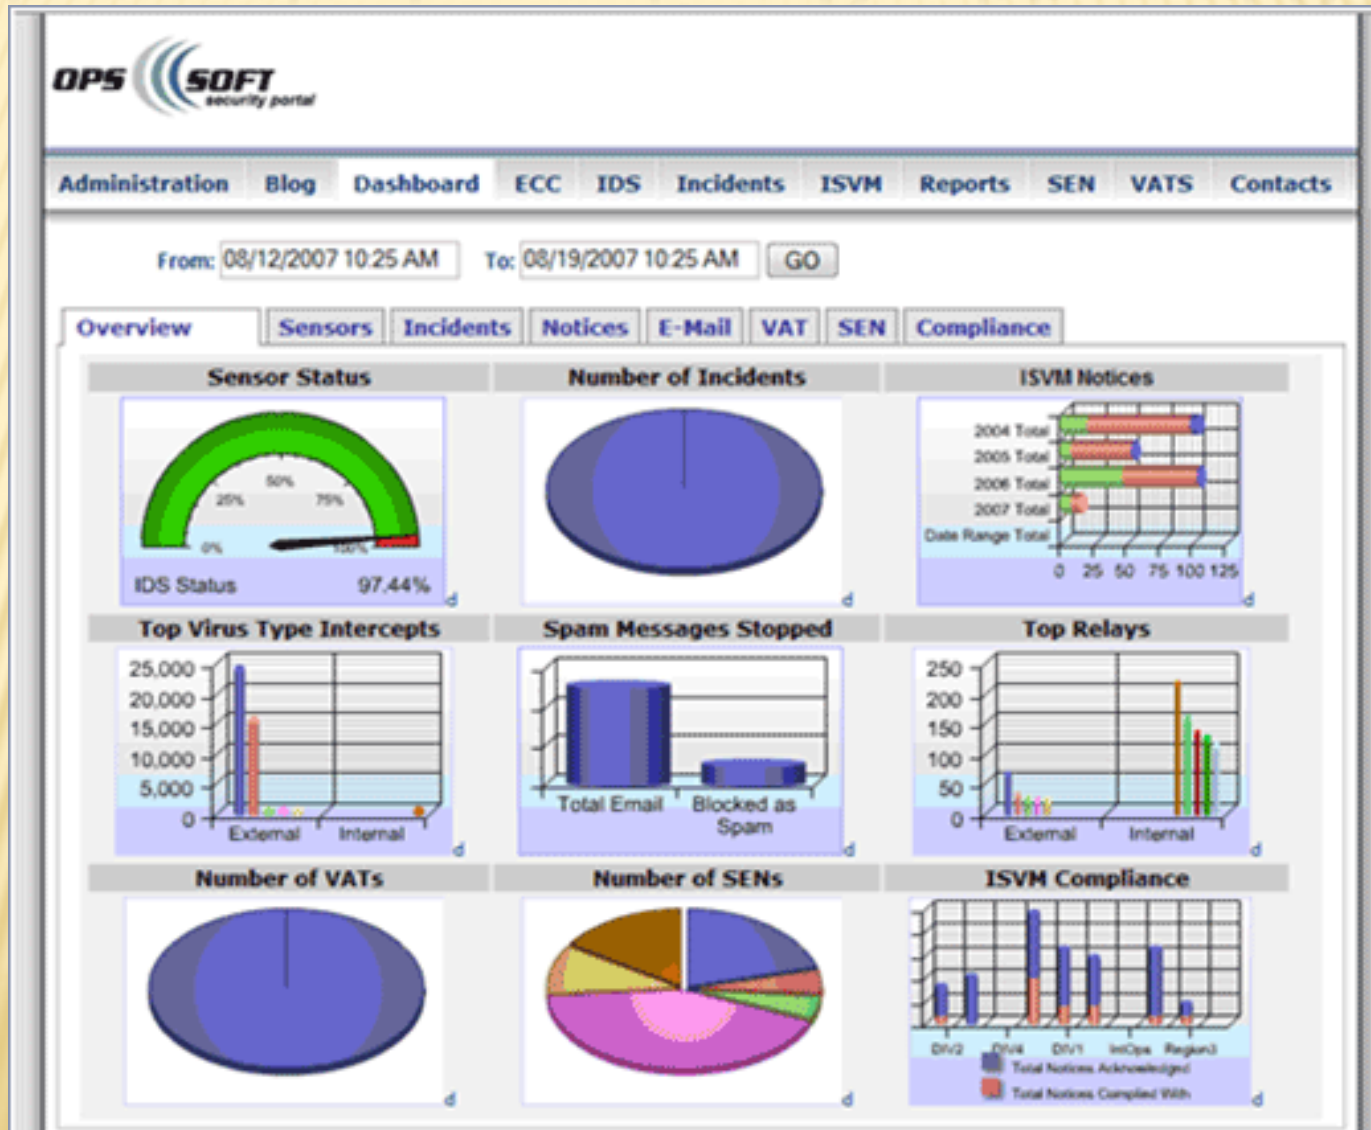 OPS SOFT
security portal
Administration Blog Dashboard ECC IDS Incidents ISVM Reports SEN VATS Contacts
From: 08/12/2007 10:25 AM To: 08/19/2007 10:25 AM GO
Overview Sensors Incidents Notices E-Mail VAT SEN Compliance
Sensor Status Number of Incidents ISVM Notices
0% 25% 50% 75% 100%
IDS Status 97.44%
d
d
2004 Total
2005 Total
2006 Total
2007 Total
Date Range Total
0 25 50 75 100 125
d
Top Virus Type Intercepts Spam Messages Stopped Top Relays
25,000
20,000
15,000
10,000
5,000
0
External Internal
d
Total Email Blocked as
Spam
d
250
200
150
100
50
0
External Internal
d
Number of VATs Number of SENs ISVM Compliance
d
d
DIV2 DIV4 DIV1 IntOps Region3
Total Notices Acknowledged
Total Notices Complied With
d